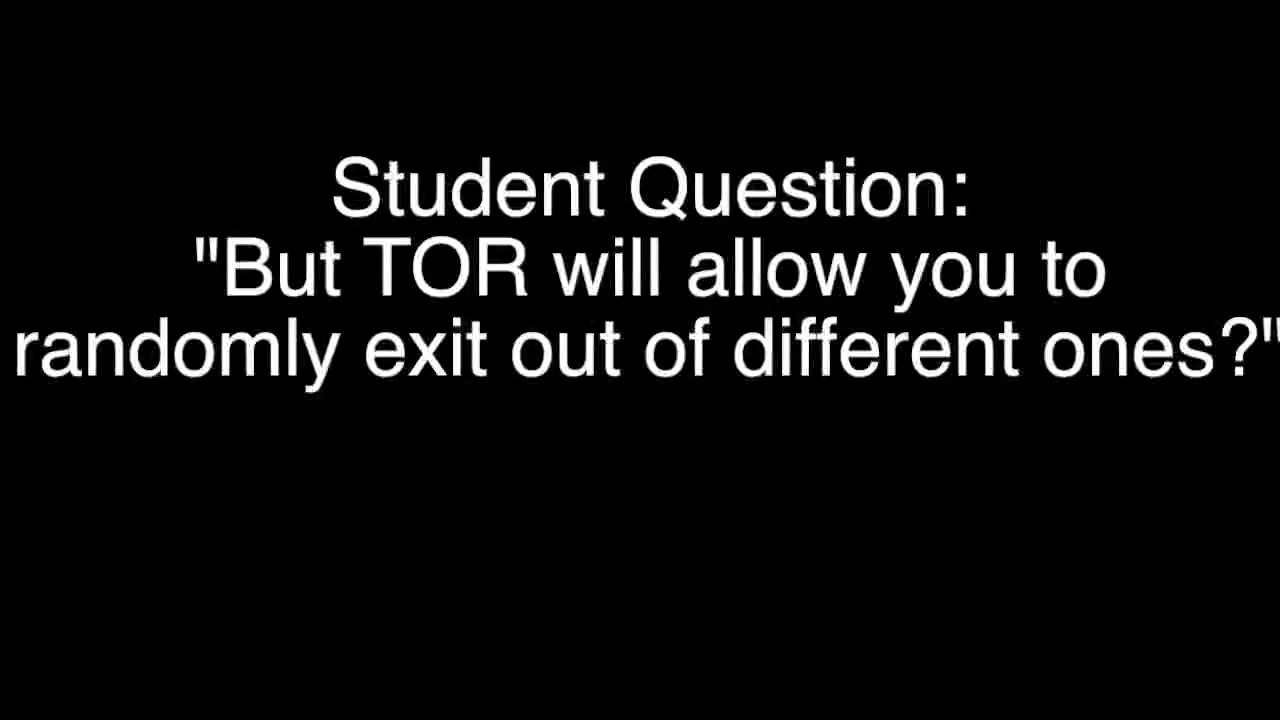 Student Question:
"But TOR will allow you to
randomly exit out of different ones?"